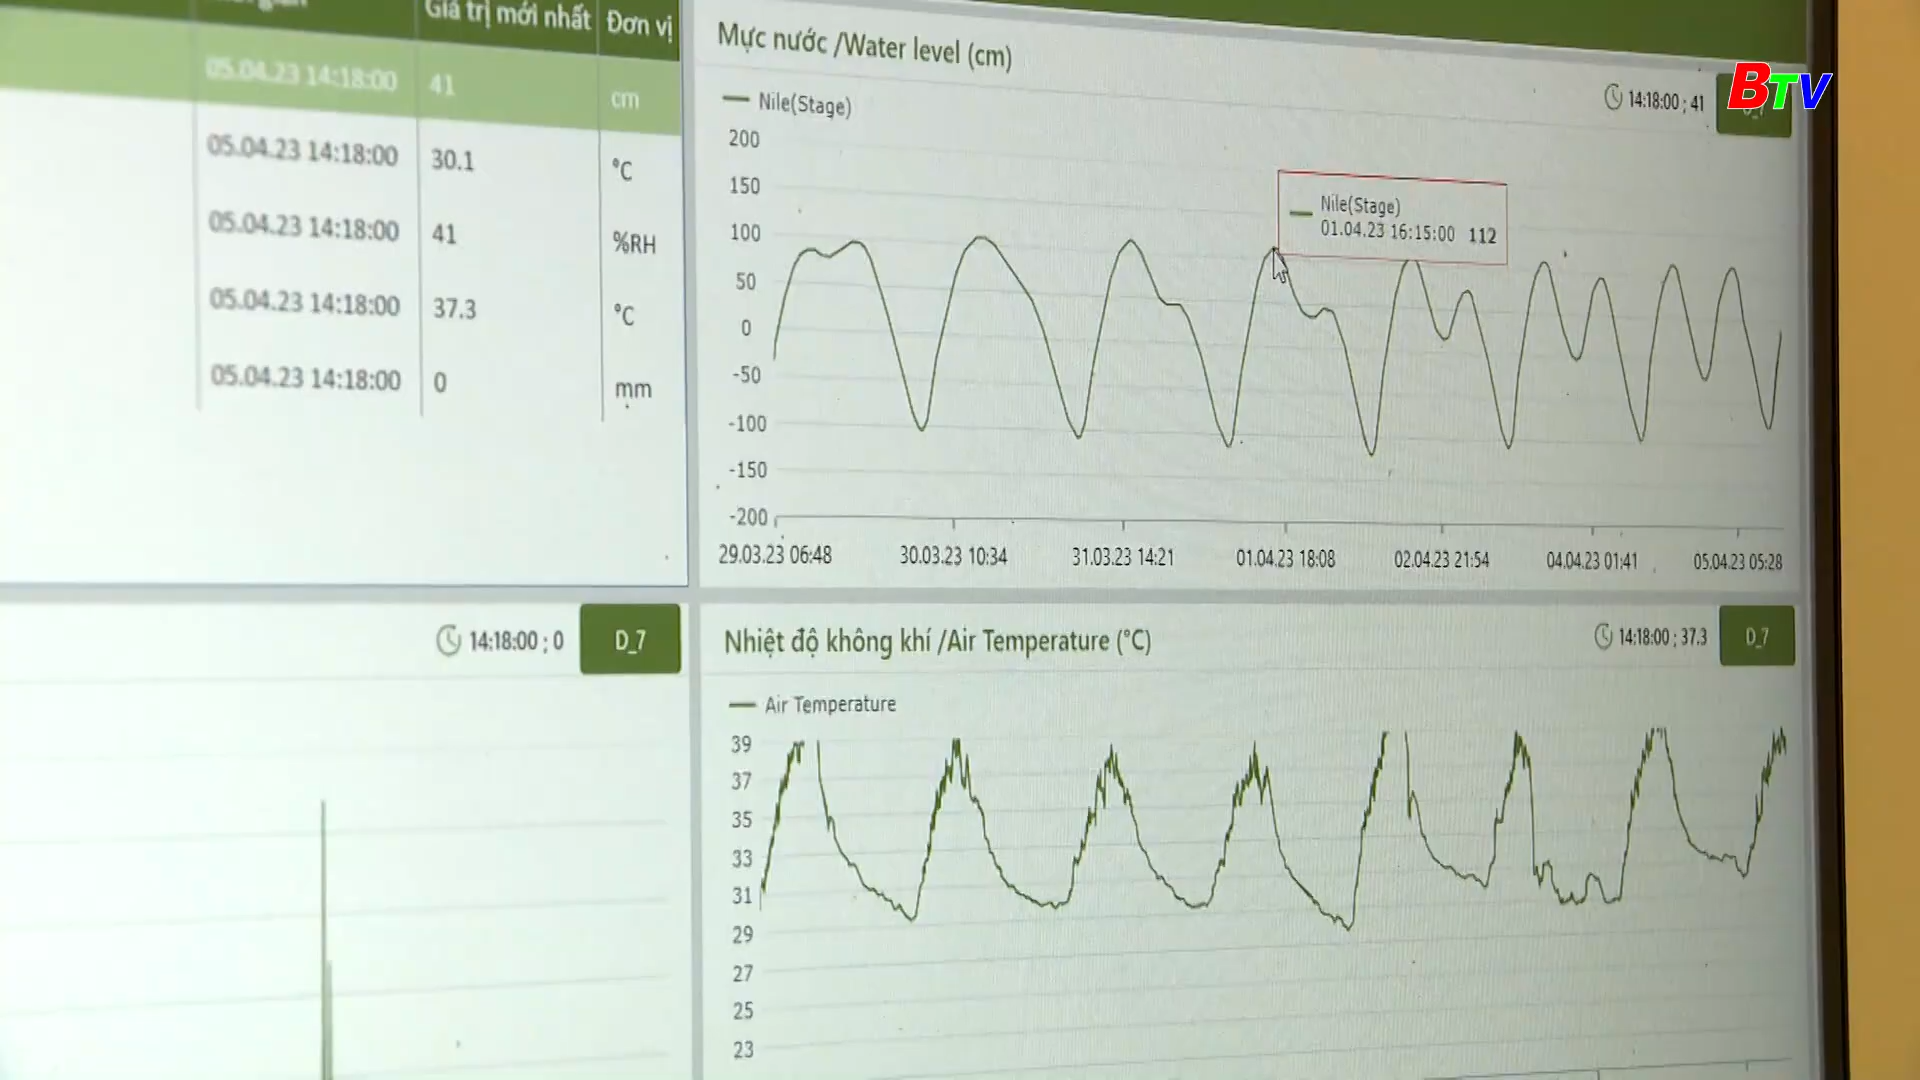 Giá trị mới nhất Đơn vị
05.04.23 14:18:00 41 cm
05.04.23 14:18:00 30.1 °C
05.04.23 14:18:00 41 %RH
05.04.23 14:18:00 37.3 °C
05.04.23 14:18:00 0 mm
Mực nước /Water level (cm)
14:18:00 ; 41
BTV
Nile(Stage)
200
150
100
50
0
-50
-100
-150
-200
Nile(Stage)
01.04.23 16:15:00 112
29.03.23 06:48 30.03.23 10:34 31.03.23 14:21 01.04.23 18:08 02.04.23 21:54 04.04.23 01:41 05.04.23 05:28
14:18:00 ; 0 D_7
Nhiệt độ không khí /Air Temperature (°C)
14:18:00 ; 37.3 D_7
Air Temperature
39
37
35
33
31
29
27
25
23